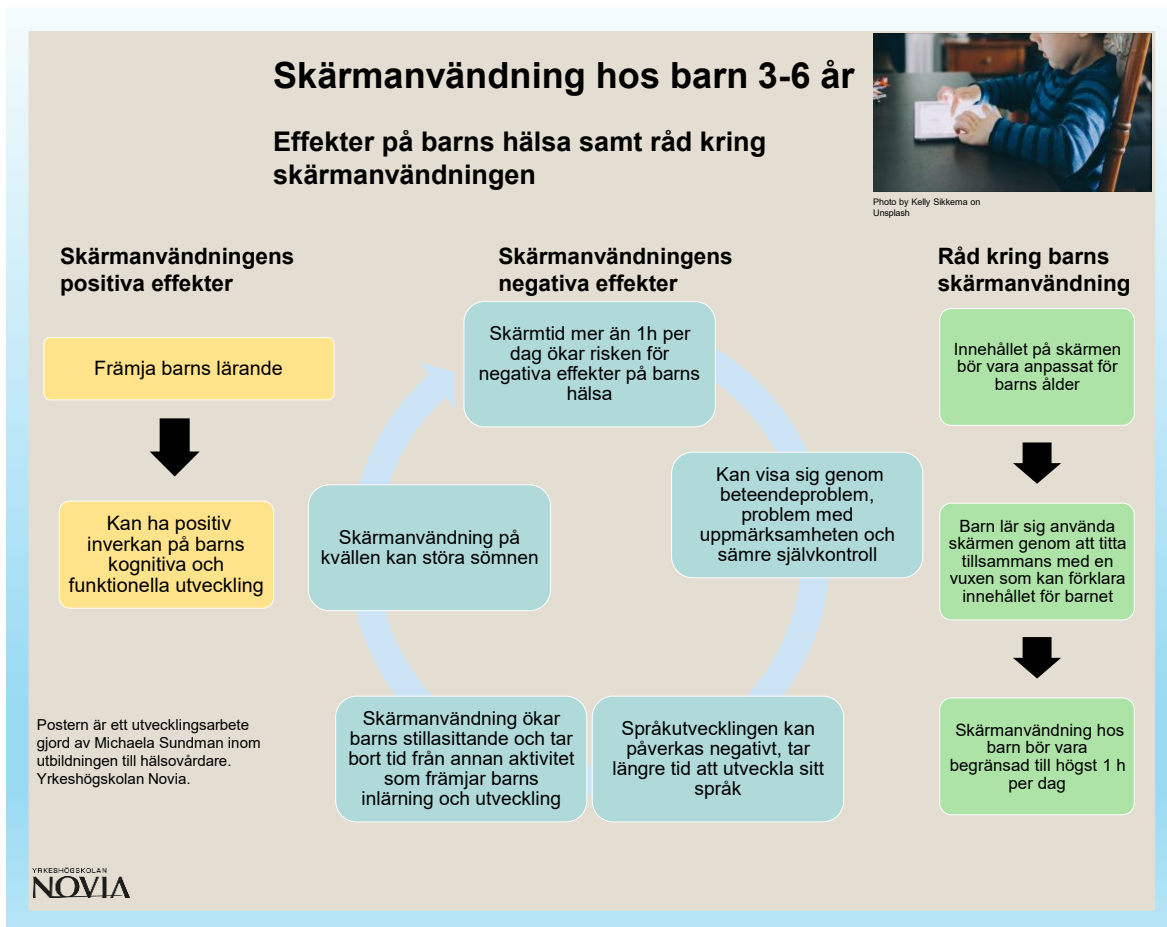 Skärmanvändning hos barn 3-6 år
Effekter på barns hälsa samt råd kring
skärmanvändningen
Photo by Kelly Sikkema on
Unsplash
Skärmanvändningens
positiva effekter
Främja barns lärande
Kan ha positiv
inverkan på barns
kognitiva och
funktionella utveckling
Skärmanvändningens
negativa effekter
Skärmtid mer än 1h per
dag ökar risken för
negativa effekter på barns
hälsa
Kan visa sig genom
beteendeproblem,
problem med
uppmärksamheten och
sämre självkontroll
Språkutvecklingen kan
påverkas negativt, tar
längre tid att utveckla sitt
språk
Skärmanvändning ökar
barns stillasittande och tar
bort tid från annan aktivitet
som främjar barns
inlärning och utveckling
Skärmanvändning på
kvällen kan störa sömnen
Råd kring barns
skärmanvändning
Innehållet på skärmen
bör vara anpassat för
barns ålder
Barn lär sig använda
skärmen genom att titta
tillsammans med en
vuxen som kan förklara
innehållet för barnet
Skärmanvändning hos
barn bör vara
begränsad till högst 1 h
per dag
Postern är ett utvecklingsarbete
gjord av Michaela Sundman inom
utbildningen till hälsovårdare.
Yrkeshögskolan Novia.
YRKESHÖGSKOLAN
NOVIA